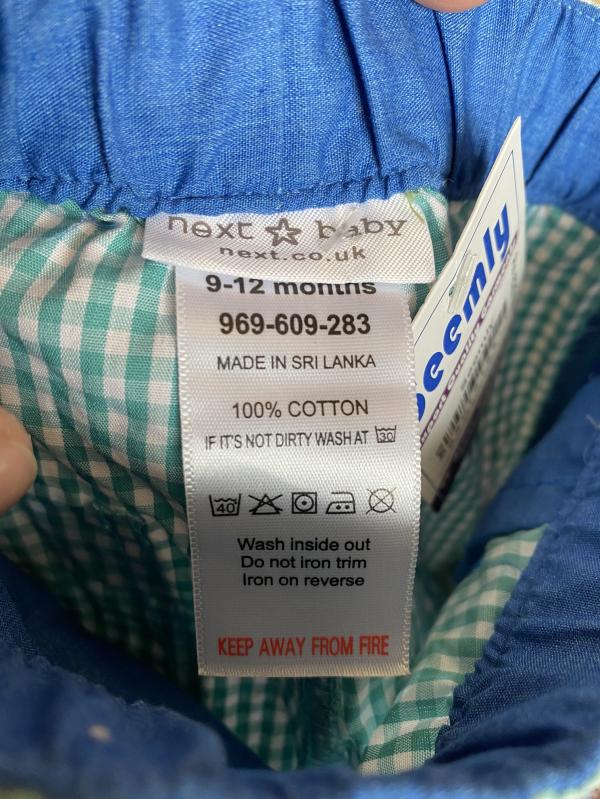 next baby
next.co.uk
9-12 months
969-609-283
MADE IN SRI LANKA
100% COTTON
IF IT'S NOT DIRTY WASH AT 30
40
Wash inside out
Do not iron trim
Iron on reverse
KEEP AWAY FROM FIRE
eemly
Quality